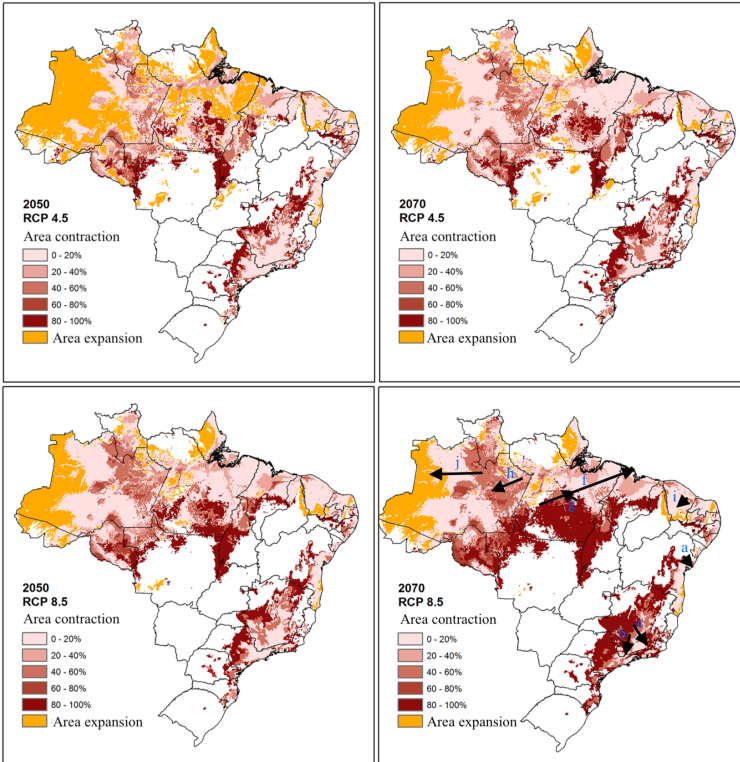 2050
RCP 4.5
Area contraction
0 - 20%
20 - 40%
40 - 60%
60 - 80%
80 - 100%
Area expansion
2070
RCP 4.5
Area contraction
0 - 20%
20 - 40%
40 - 60%
60 - 80%
80 - 100%
Area expansion
2050
RCP 8.5
Area contraction
0 - 20%
20 - 40%
40 - 60%
60 - 80%
80 - 100%
Area expansion
j
h
f
g
i
a
b
2070
RCP 8.5
Area contraction
0 - 20%
20 - 40%
40 - 60%
60 - 80%
80 - 100%
Area expansion